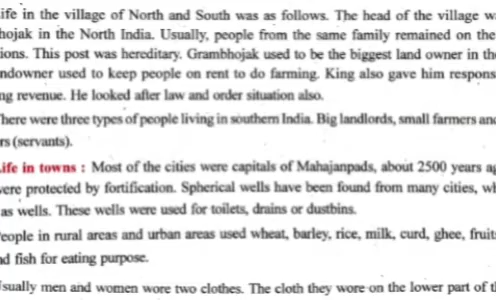 ife in the village of North and South was as follows. The head of the village w
hojak in the North India. Usually, people from the same family remained on the
ions. This post was hereditary. Grambhojak used to be the biggest land owner in th
ndowner used to keep people on rent to do farming. King also gave him respons
ng revenue. He looked after law and order situation also.
here were three types of people living in southern India. Big landlords, small farmers and
rs (servants).
ife in towns : Most of the cities were capitals of Mahajanpads, about 2500 years ag
were protected by fortification. Spherical wells have been found from many cities, wh
as wells. These wells were used for toilets, drains or dustbins.
eople in rural areas and urban areas used wheat, barley, rice, milk, curd, ghee, fruits
nd fish for eating purpose.
sually men and women wore two clothes. The cloth they wore on the lower part of t